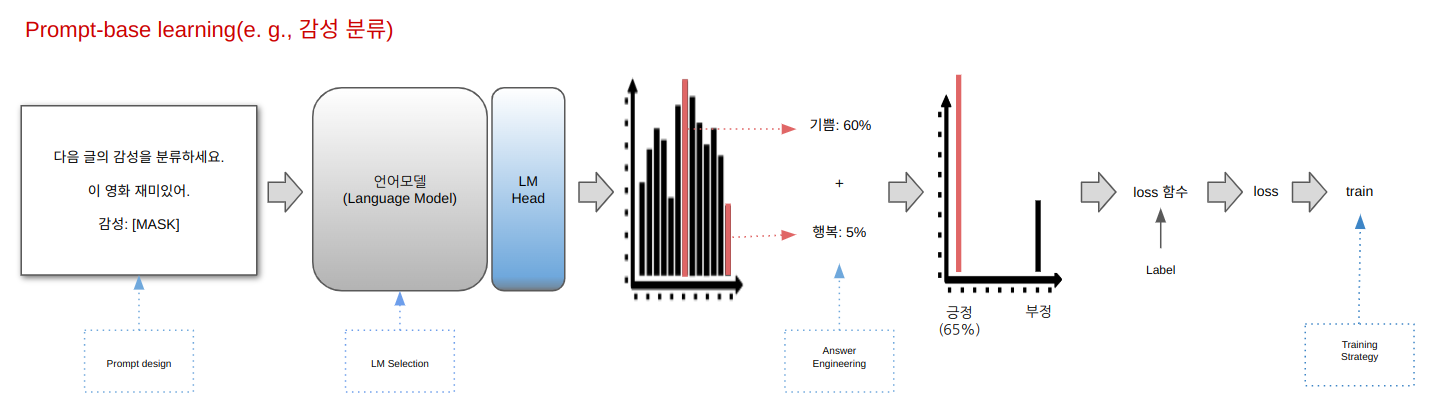 Prompt-base learning(e. g., 감성 분류)
다음 글의 감성을 분류하세요.
이 영화 재미있어.
감성: [MASK]
언어모델
(Language Model)
LM
Head
기쁨: 60%
+
행복: 5%
긍정
(65%)
부정
loss 함수
Label
loss
train
Prompt design
LM Selection
Answer
Engineering
Training
Strategy